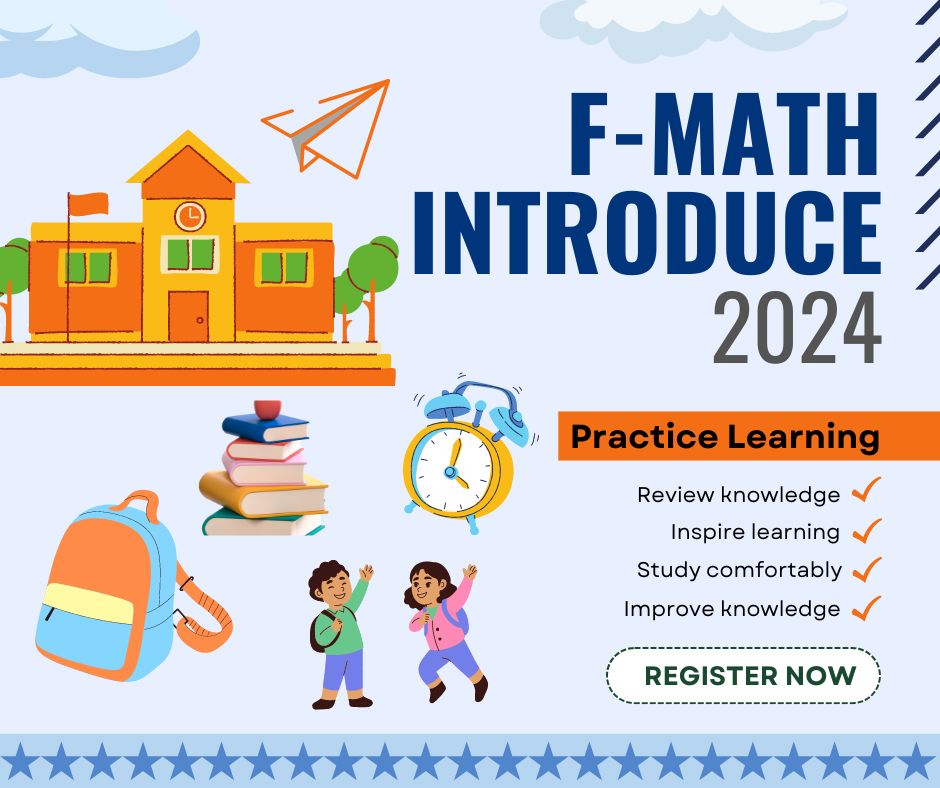 F-MATH
INTRODUCE
2024
Practice Learning
Review knowledge
Inspire learning
Study comfortably
Improve knowledge
REGISTER NOW